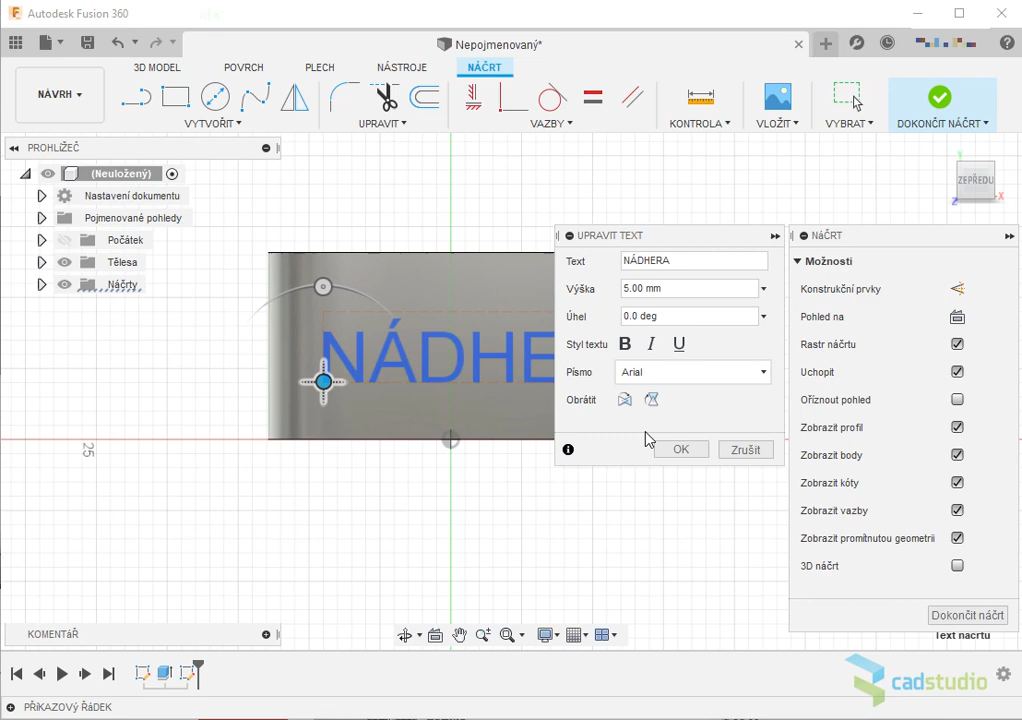 Autodesk Fusion 360
Nepojmenovaný*
3D MODEL POVRCH PLECH NÁSTROJE NÁČRT
NÁVRH
VYTVOŘIT UPRAVIT VAZBY KONTROLA VLOŽIT VYBRAT DOKONČIT NÁČRT
PROHLÍŽEČ
(Neuložený)
Nastavení dokumentu
Pojmenované pohledy
Počátek
Tělesa
Náčrty
ZEPŘEDU
Y
X
Z
NÁDHE
25
UPRAVIT TEXT
Text NÁDHERA
Výška 5.00 mm
Úhel 0.0 deg
Styl textu B I U
Písmo Arial
Obrátit
OK Zrušit
NÁČRT
Možnosti
Konstrukční prvky
Pohled na
Rastr náčrtu
Uchopit
Oříznout pohled
Zobrazit profil
Zobrazit body
Zobrazit kóty
Zobrazit vazby
Zobrazit promítnutou geometrii
3D náčrt
Dokončit náčrt
Text náčrtu
KOMENTÁŘ
cadstudio
PŘÍKAZOVÝ ŘÁDEK